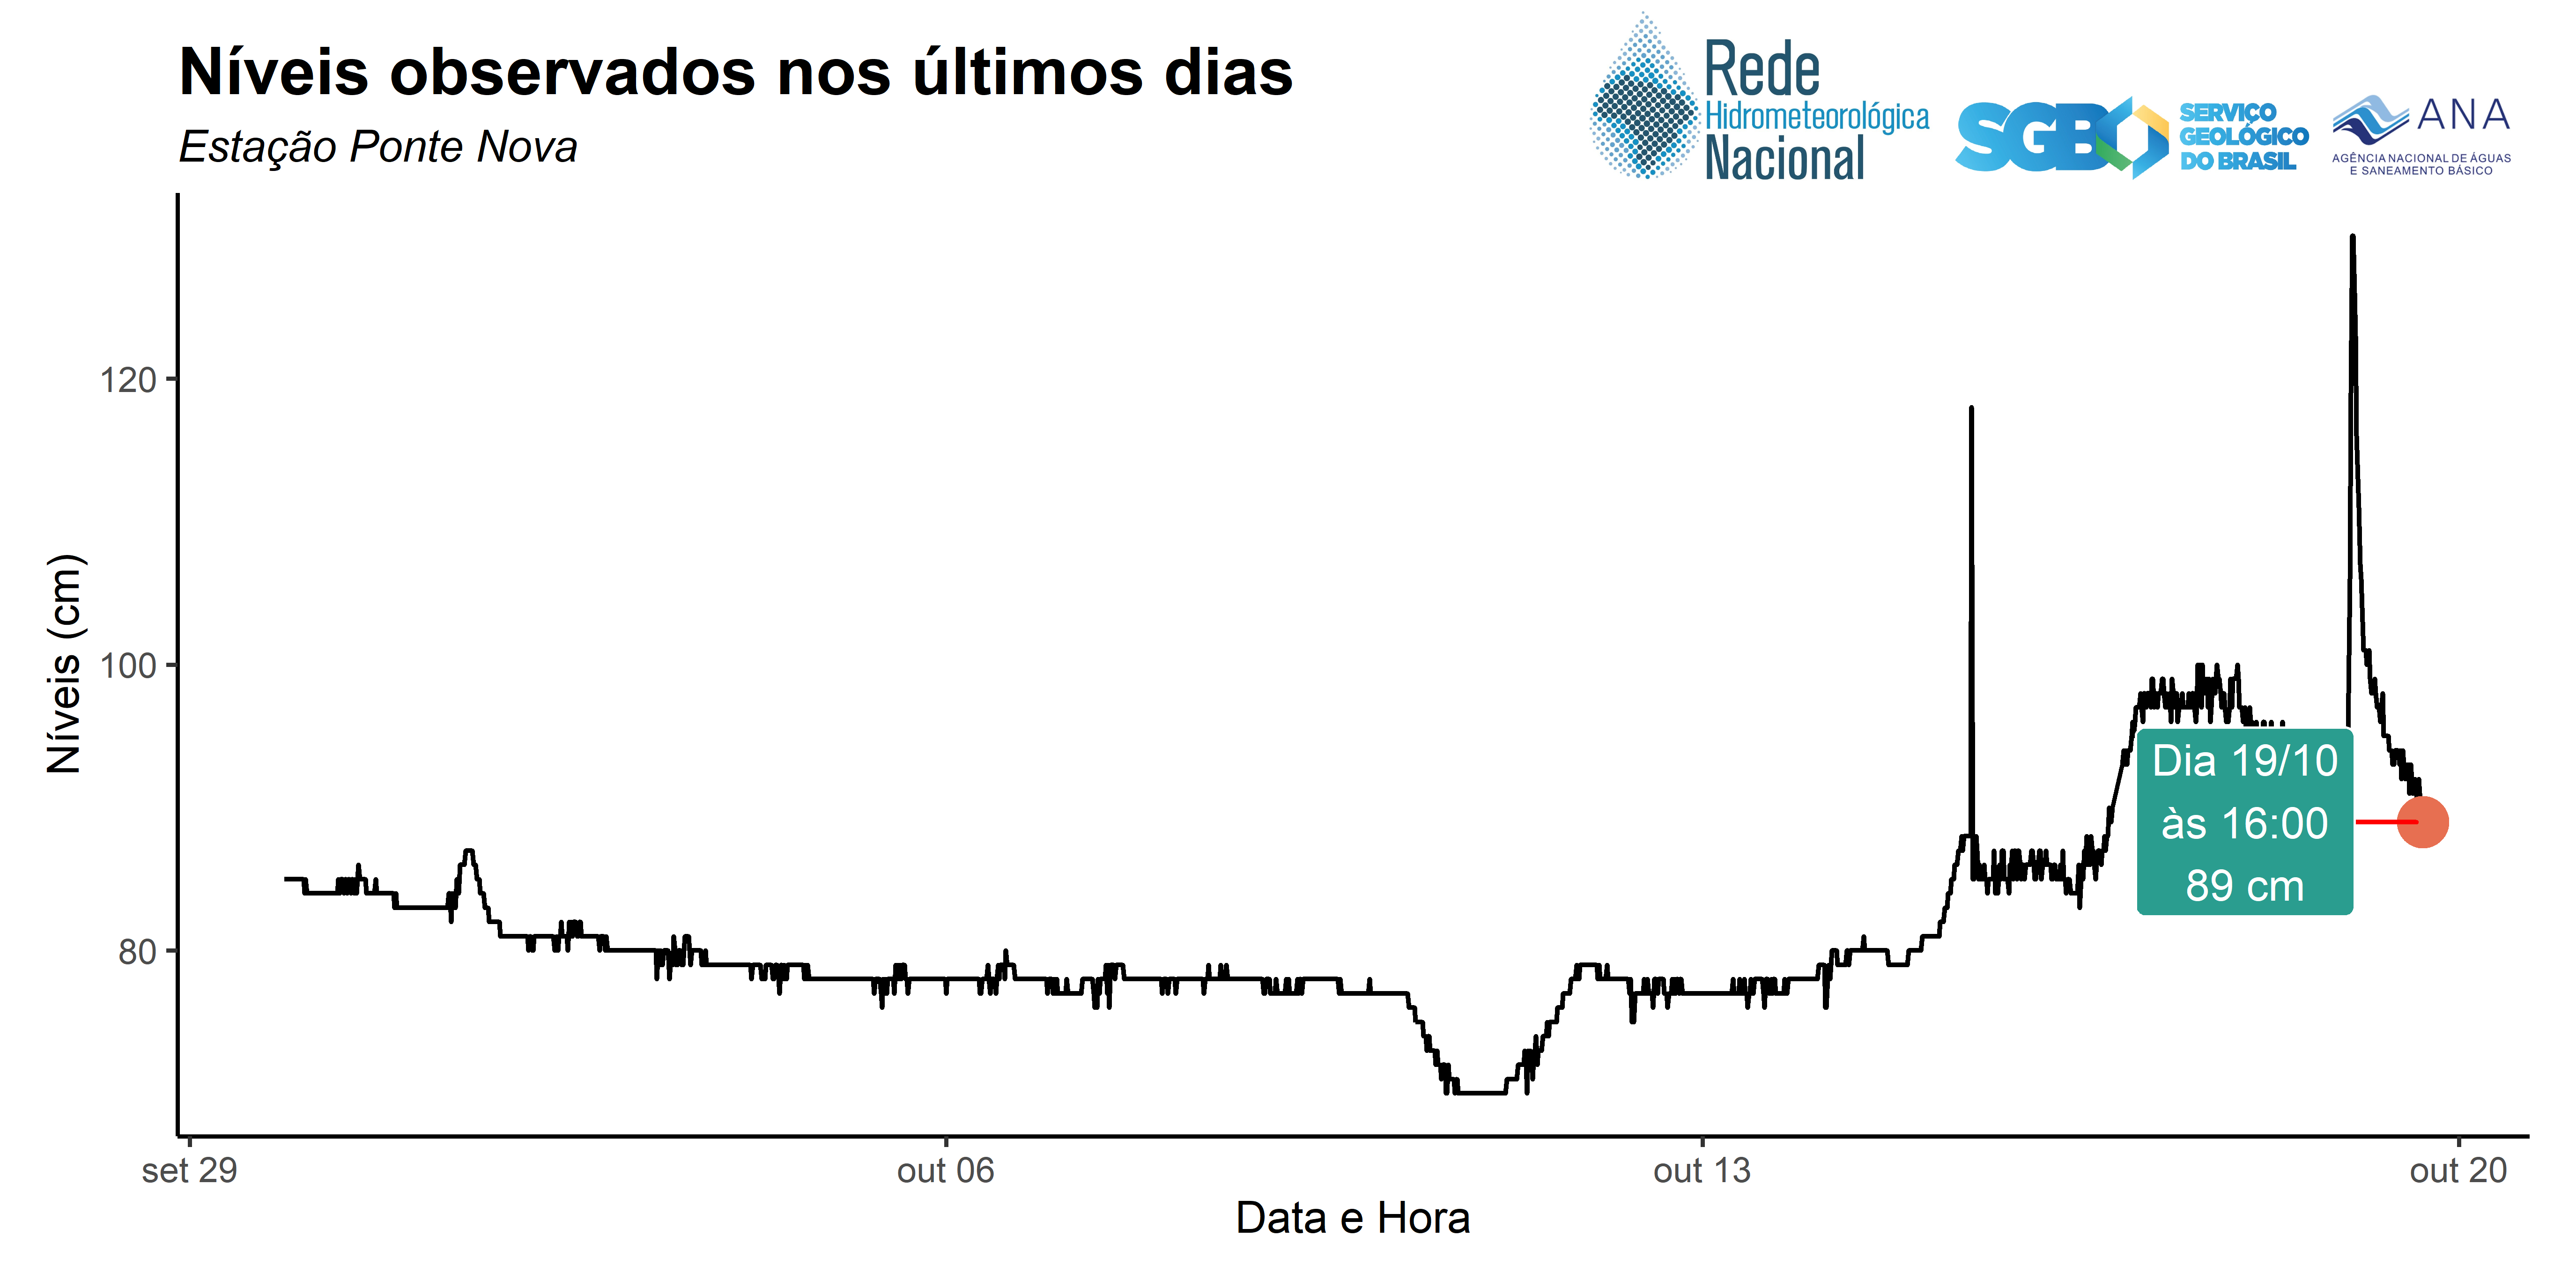 Níveis observados nos últimos dias
Estação Ponte Nova
Rede
Hidrometeorológica
Nacional
SGB
SERVIÇO
GEOLÓGICO
DO BRASIL
ANA
AGÊNCIA NACIONAL DE ÁGUAS
E SANEAMENTO BÁSICO
Níveis (cm)
120
100
80
Dia 19/10
às 16:00
89 cm
set 29
out 06
out 13
out 20
Data e Hora